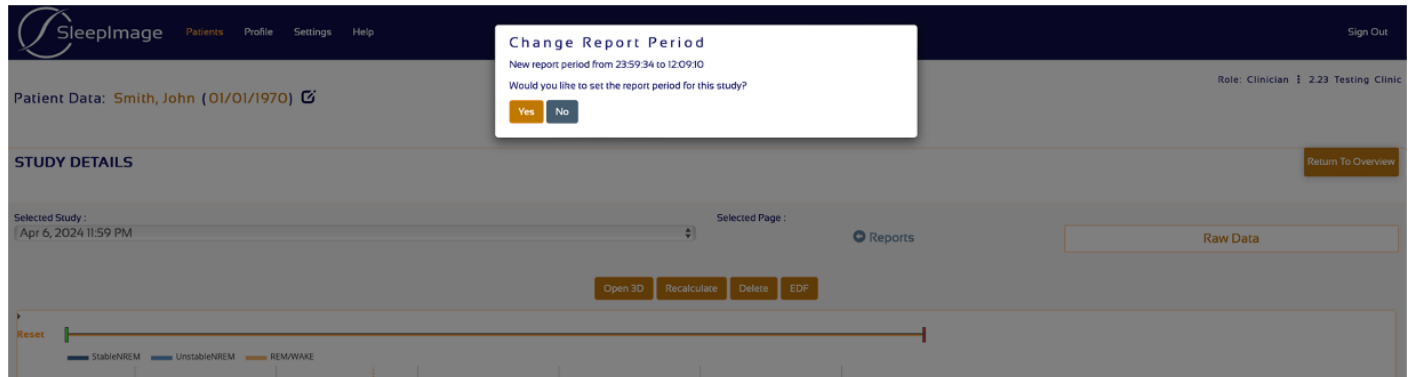 SleepImage Patients Profile Settings Help Sign Out
Change Report Period
New report period from 23:59:34 to 12:09:10
Would you like to set the report period for this study?
Yes No
Role: Clinician ⋮ 2.23 Testing Clinic
Patient Data: Smith, John (01/01/1970)
STUDY DETAILS
Return To Overview
Selected Study :
Apr 6, 2024 11:59 PM
Selected Page :
Reports
Raw Data
Open 3D Recalculate Delete EDF
Reset
StableNREM UnstableNREM REM/WAKE